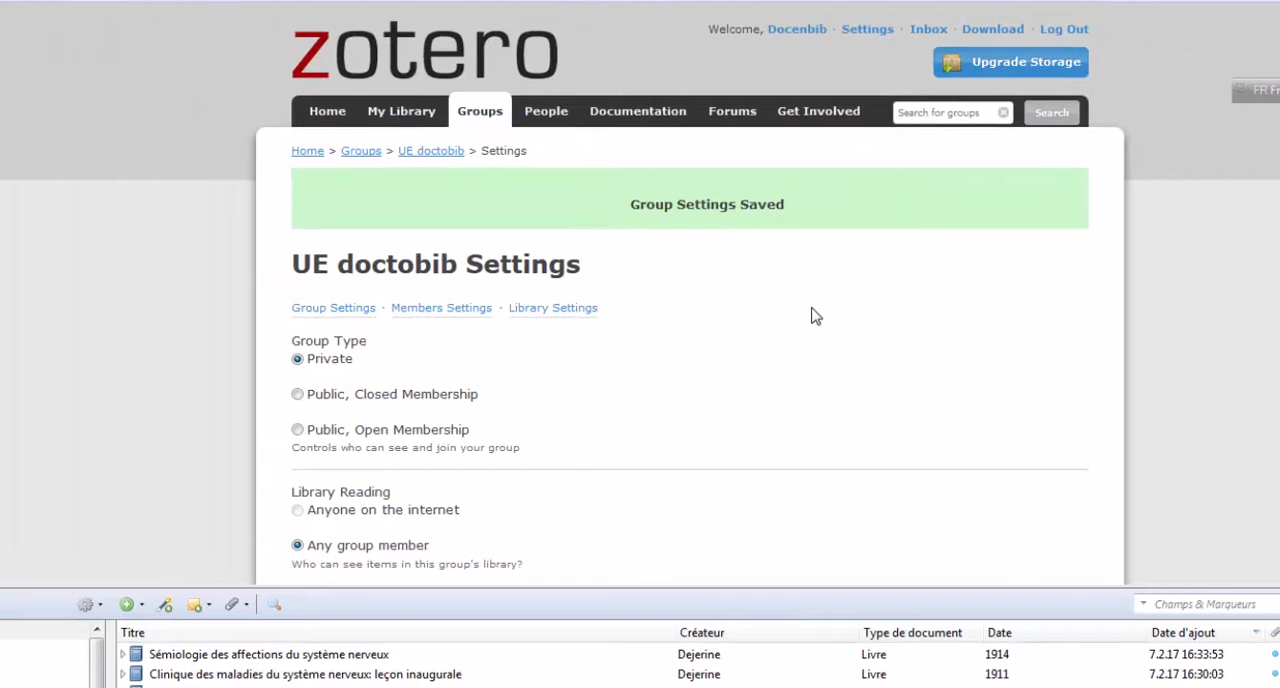 zotero
Welcome, Docenbib · Settings · Inbox · Download · Log Out
Upgrade Storage
FR Fr
Home My Library Groups People Documentation Forums Get Involved Search for groups Search
Home > Groups > UE doctobib > Settings
Group Settings Saved
UE doctobib Settings
Group Settings · Members Settings · Library Settings
Group Type
Private
Public, Closed Membership
Public, Open Membership
Controls who can see and join your group
Library Reading
Anyone on the internet
Any group member
Who can see items in this group's library?
Champs & Marqueurs
Titre Créateur Type de document Date Date d'ajout
Sémiologie des affections du système nerveux Dejerine Livre 1914 7.2.17 16:33:53
Clinique des maladies du système nerveux: leçon inaugurale Dejerine Livre 1911 7.2.17 16:30:03